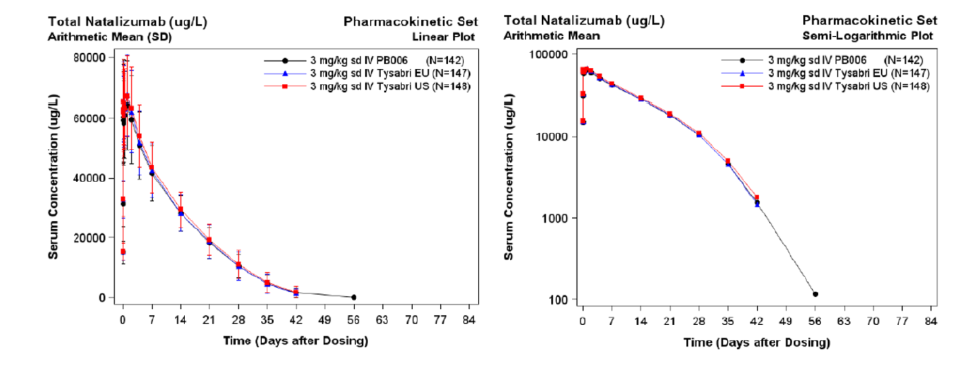 Total Natalizumab (ug/L)
Arithmetic Mean (SD)
Pharmacokinetic Set
Linear Plot
3 mg/kg sd IV PB006 (N=142)
3 mg/kg sd IV Tysabri EU (N=147)
3 mg/kg sd IV Tysabri US (N=148)
Serum Concentration (ug/L)
80000
60000
40000
20000
0
0 7 14 21 28 35 42 49 56 63 70 77 84
Time (Days after Dosing)
Total Natalizumab (ug/L)
Arithmetic Mean
Pharmacokinetic Set
Semi-Logarithmic Plot
3 mg/kg sd IV PB006 (N=142)
3 mg/kg sd IV Tysabri EU (N=147)
3 mg/kg sd IV Tysabri US (N=148)
Serum Concentration (ug/L)
100000
10000
1000
100
0 7 14 21 28 35 42 49 56 63 70 77 84
Time (Days after Dosing)